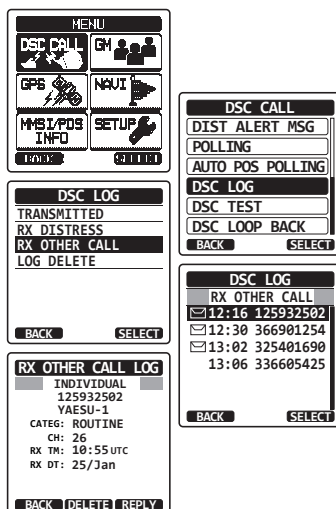 MENU
DSC CALL GM
GPS NAVI
MMSI/POS INFO SETUP
BACK SELECT
DSC CALL
DIST ALERT MSG
POLLING
AUTO POS POLLING
DSC LOG
DSC TEST
DSC LOOP BACK
BACK SELECT
DSC LOG
TRANSMITTED
RX DISTRESS
RX OTHER CALL
LOG DELETE
BACK SELECT
DSC LOG
RX OTHER CALL
12:16 125932502
12:30 366901254
13:02 325401690
13:06 336605425
BACK SELECT
RX OTHER CALL LOG
INDIVIDUAL
125932502
YAESU-1
CATEG: ROUTINE
CH: 26
RX TM: 10:55 UTC
RX DT: 25/Jan
BACK DELETE REPLY